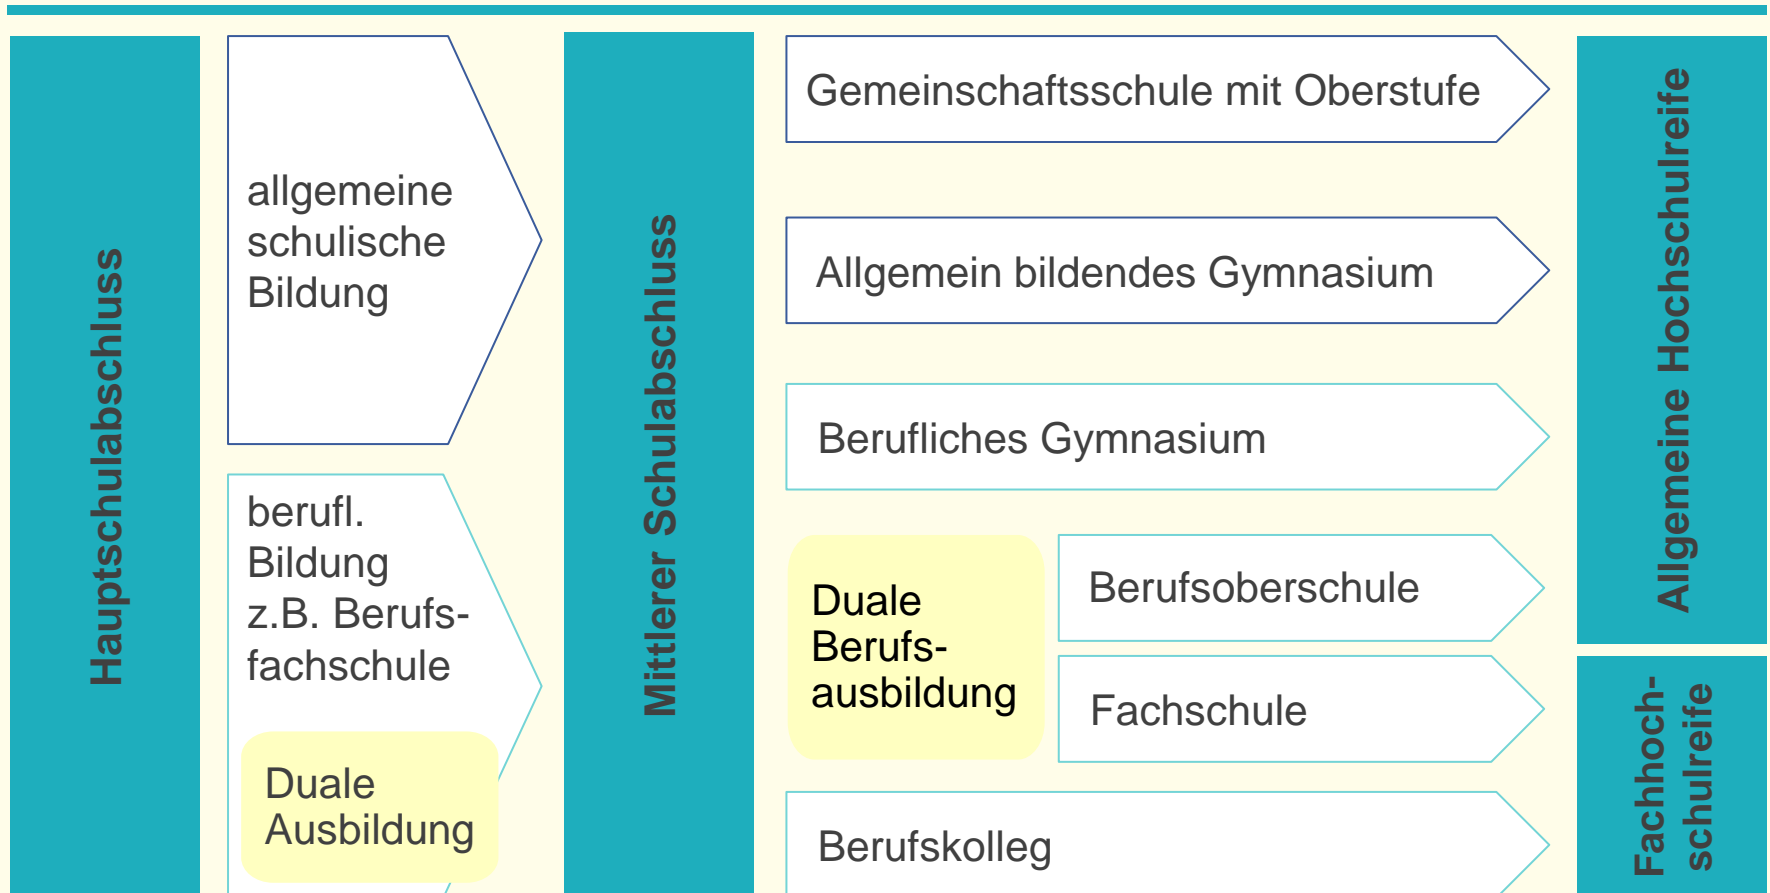 Hauptschulabschluss
allgemeine
schulische
Bildung
berufl.
Bildung
z.B. Berufs-
fachschule
Duale
Ausbildung
Mittlerer Schulabschluss
Gemeinschaftsschule mit Oberstufe
Allgemein bildendes Gymnasium
Berufliches Gymnasium
Duale
Berufs-
ausbildung
Berufsoberschule
Fachschule
Berufskolleg
Allgemeine Hochschulreife
Fachhoch-
schulreife